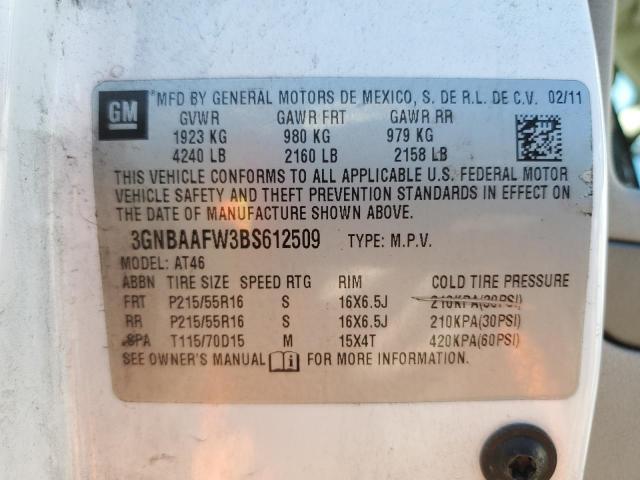 GM *MFD BY GENERAL MOTORS DE MEXICO, S. DE R.L. DE C.V. 02/11
GVWR GAWR FRT GAWR RR
1923 KG 980 KG 979 KG
4240 LB 2160 LB 2158 LB
THIS VEHICLE CONFORMS TO ALL APPLICABLE U.S. FEDERAL MOTOR
VEHICLE SAFETY AND THEFT PREVENTION STANDARDS IN EFFECT ON
THE DATE OF MANUFACTURE SHOWN ABOVE.
3GNBAAFW3BS612509 TYPE: M.P.V.
MODEL: AT46
ABBN TIRE SIZE SPEED RTG RIM COLD TIRE PRESSURE
FRT P215/55R16 S 16X6.5J 210KPA(30PSI)
RR P215/55R16 S 16X6.5J 210KPA(30PSI)
SPA T115/70D15 M 15X4T 420KPA(60PSI)
SEE OWNER'S MANUAL FOR MORE INFORMATION.